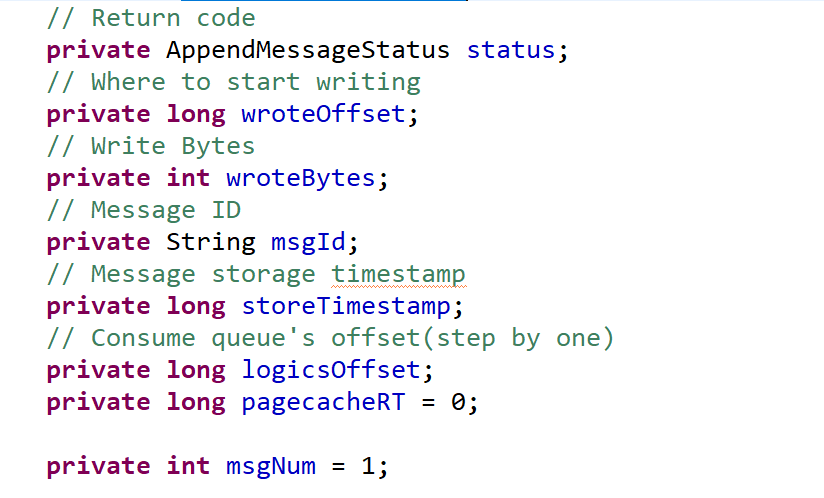 // Return code
private AppendMessageStatus status;
// Where to start writing
private long wroteOffset;
// Write Bytes
private int wroteBytes;
// Message ID
private String msgId;
// Message storage timestamp
private long storeTimestamp;
// Consume queue's offset(step by one)
private long logicsOffset;
private long pagecacheRT = 0;
private int msgNum = 1;